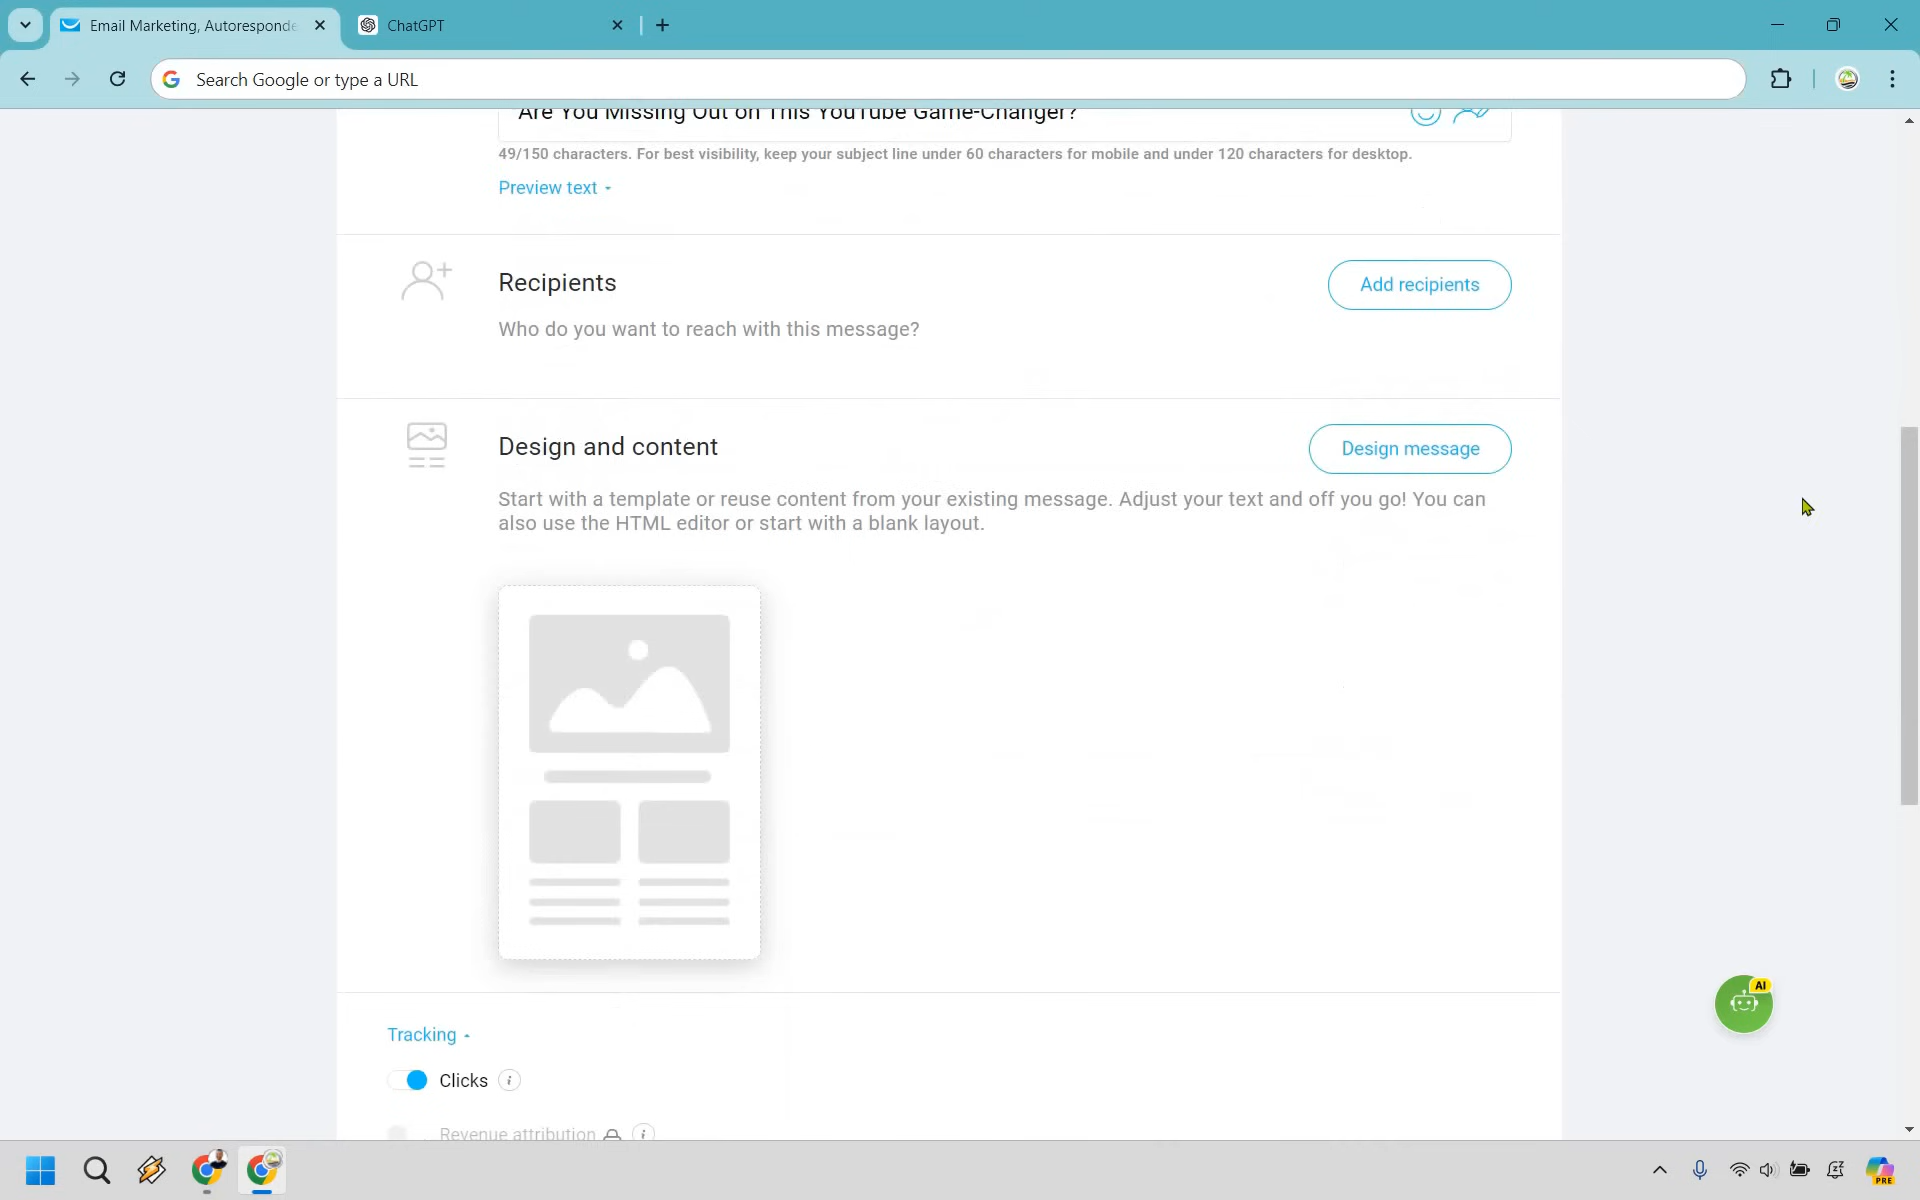 Email Marketing, Autoresponde
ChatGPT
Search Google or type a URL
Are You Missing Out on This YouTube Game-Changer?
49/150 characters. For best visibility, keep your subject line under 60 characters for mobile and under 120 characters for desktop.
Preview text
Recipients
Add recipients
Who do you want to reach with this message?
Design and content
Design message
Start with a template or reuse content from your existing message. Adjust your text and off you go! You can
also use the HTML editor or start with a blank layout.
AI
Tracking
Clicks
Revenue attribution
PRE